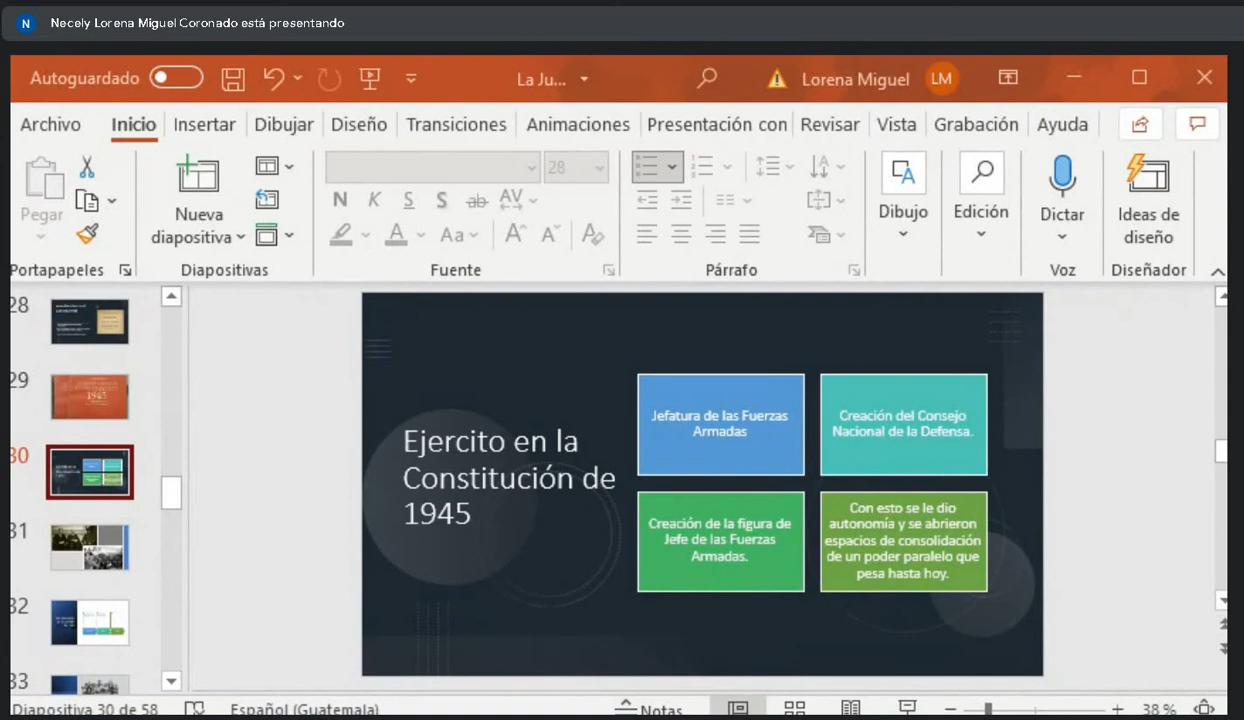 N Necely Lorena Miguel Coronado está presentando
Autoguardado
La Ju...
Lorena Miguel LM
Archivo Inicio Insertar Dibujar Diseño Transiciones Animaciones Presentación con Revisar Vista Grabación Ayuda
28
N K S S ab AV
Aa A A A
Pegar
Nueva
diapositiva
Dibujo
Edición
Dictar
Ideas de
diseño
Portapapeles Diapositivas Fuente Párrafo Voz Diseñador
28
29
1945
30
31
32
33
Ejercito en la
Constitución de
1945
Jefatura de las Fuerzas
Armadas
Creación del Consejo
Nacional de la Defensa.
Creación de la figura de
Jefe de las Fuerzas
Armadas.
Con esto se le dio
autonomía y se abrieron
espacios de consolidación
de un poder paralelo que
pesa hasta hoy.
Diapositiva 30 de 58 Español (Guatemala) Notas 38 %